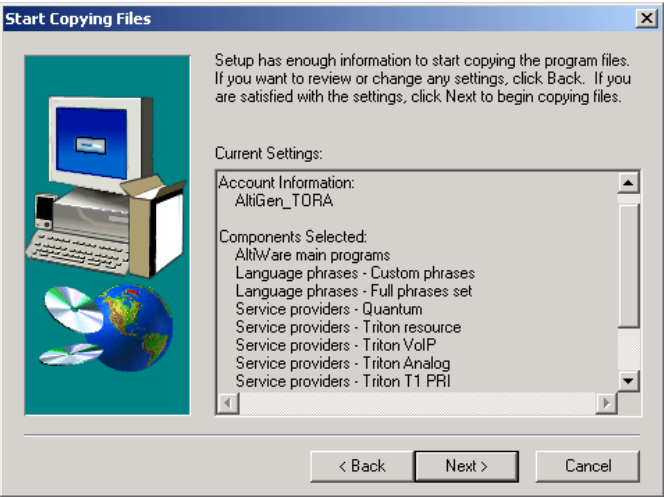 Start Copying Files
Setup has enough information to start copying the program files.
If you want to review or change any settings, click Back. If you
are satisfied with the settings, click Next to begin copying files.
Current Settings:
Account Information:
AltiGen_TORA
Components Selected:
AltiWare main programs
Language phrases - Custom phrases
Language phrases - Full phrases set
Service providers - Quantum
Service providers - Triton resource
Service providers - Triton VoIP
Service providers - Triton Analog
Service providers - Triton T1 PRI
< Back
Next >
Cancel